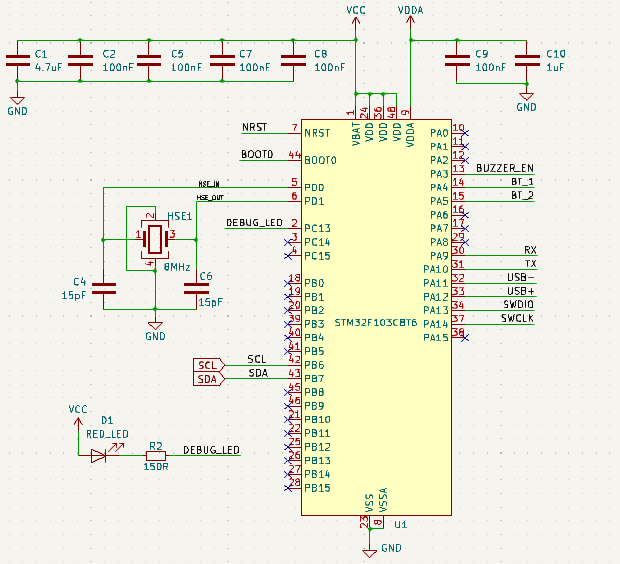 VCC
VDDA
C1
4.7uF
C2
100nF
C5
100nF
C7
100nF
C8
100nF
C9
100nF
C10
1uF
GND
GND
1
24
36
48
9
VBAT
VDD
VDD
VDD
VDDA
NRST 7 NRST
BOOT0 44 BOOT0
HSE_IN 5 PD0
HSE_OUT 6 PD1
DEBUG_LED 2 PC13
3 PC14
4 PC15
18 PB0
19 PB1
20 PB2
39 PB3
40 PB4
41 PB5
SCL SCL 42 PB6
SDA SDA 43 PB7
45 PB8
46 PB9
21 PB10
22 PB11
25 PB12
26 PB13
27 PB14
28 PB15
PA0 10
PA1 11
PA2 12
PA3 13 BUZZER_EN
PA4 14 BT_1
PA5 15 BT_2
PA6 16
PA7 17
PA8 29
PA9 30 RX
PA10 31 TX
PA11 32 USB-
PA12 33 USB+
PA13 34 SWDIO
PA14 37 SWCLK
PA15 38
STM32F103CBT6
VSS
VSSA
23
8
U1
GND
HSE1
2
1
3
4
8MHz
C4
15pF
C6
15pF
GND
VCC
D1
RED_LED
R2
150R
DEBUG_LED